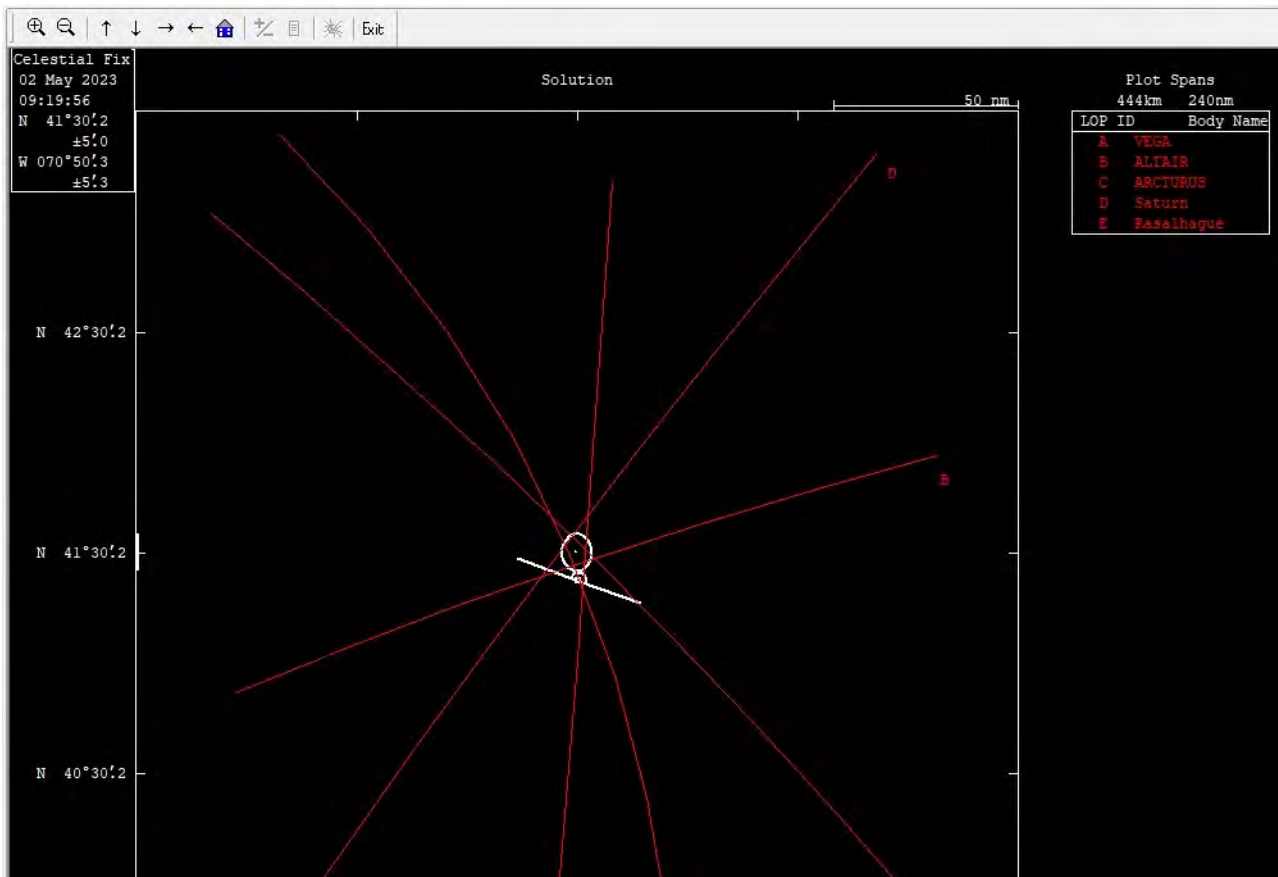 Exit
Celestial Fix
02 May 2023
09:19:56
N 41°30!2
±5!0
W 070°50!3
±5!3
Solution
50 nm
Plot Spans
444km 240nm
LOP ID Body Name
A VEGA
B ALTAIR
C ARCTURUS
D Saturn
E Rasalhague
D
N 42°30!2
B
N 41°30!2
N 40°30!2